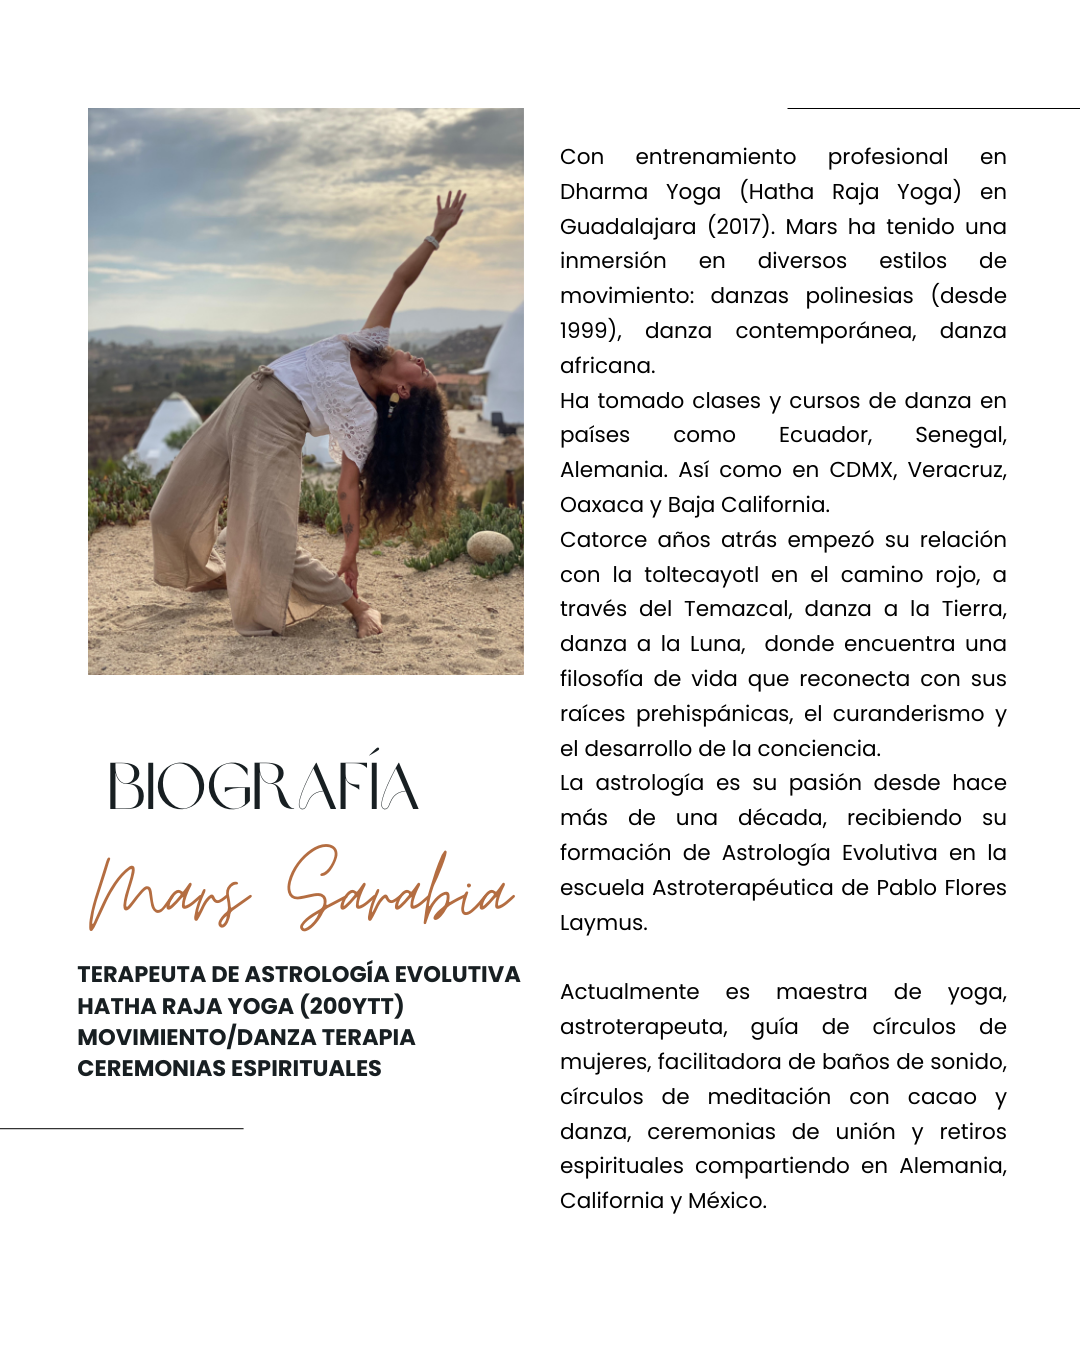 BIOGRAFÍA
Mars Sarabia
TERAPEUTA DE ASTROLOGÍA EVOLUTIVA
HATHA RAJA YOGA (200YTT)
MOVIMIENTO/DANZA TERAPIA
CEREMONIAS ESPIRITUALES
Con entrenamiento profesional en
Dharma Yoga (Hatha Raja Yoga) en
Guadalajara (2017). Mars ha tenido una
inmersión en diversos estilos de
movimiento: danzas polinesias (desde
1999), danza contemporánea, danza
africana.
Ha tomado clases y cursos de danza en
países como Ecuador, Senegal,
Alemania. Así como en CDMX, Veracruz,
Oaxaca y Baja California.
Catorce años atrás empezó su relación
con la toltecayotl en el camino rojo, a
través del Temazcal, danza a la Tierra,
danza a la Luna, donde encuentra una
filosofía de vida que reconecta con sus
raíces prehispánicas, el curanderismo y
el desarrollo de la conciencia.
La astrología es su pasión desde hace
más de una década, recibiendo su
formación de Astrología Evolutiva en la
escuela Astroterapéutica de Pablo Flores
Laymus.
Actualmente es maestra de yoga,
astroterapeuta, guía de círculos de
mujeres, facilitadora de baños de sonido,
círculos de meditación con cacao y
danza, ceremonias de unión y retiros
espirituales compartiendo en Alemania,
California y México.